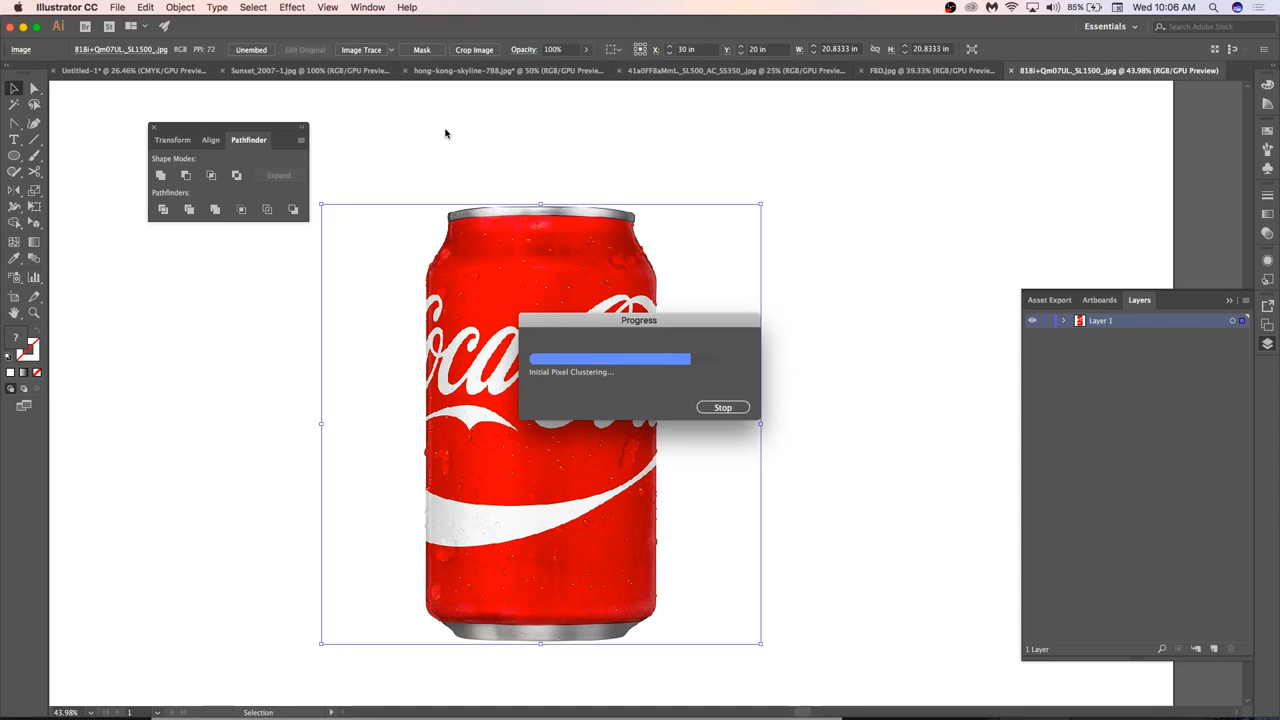 Illustrator CC File Edit Object Type Select Effect View Window Help 85% Wed 10:06 AM
Ai Br St Essentials Search Adobe Stock
Image 818i+Qm07UL._SL1500_.jpg RGB PPI: 72 Unembed Edit Original Image Trace Mask Crop Image Opacity: 100% X: 30 in Y: 20 in W: 20.8333 in H: 20.8333 in
Untitled-1* @ 26.46% (CMYK/GPU Previe... Sunset_2007-1.jpg @ 100% (RGB/GPU Previe... hong-kong-skyline-788.jpg* @ 50% (RGB/GPU Previe... 41a0FF8aMmL._SL500_AC_SS350_.jpg @ 25% (RGB/GPU Previe... FBD.jpg @ 39.33% (RGB/GPU Previe... 818i+Qm07UL._SL1500_.jpg @ 43.98% (RGB/GPU Preview)
Transform Align Pathfinder
Shape Modes:
Expand
Pathfinders:
Asset Export Artboards Layers
Layer 1
Progress
Initial Pixel Clustering...
Stop
Coca
?
1 Layer
43.98% 1 Selection